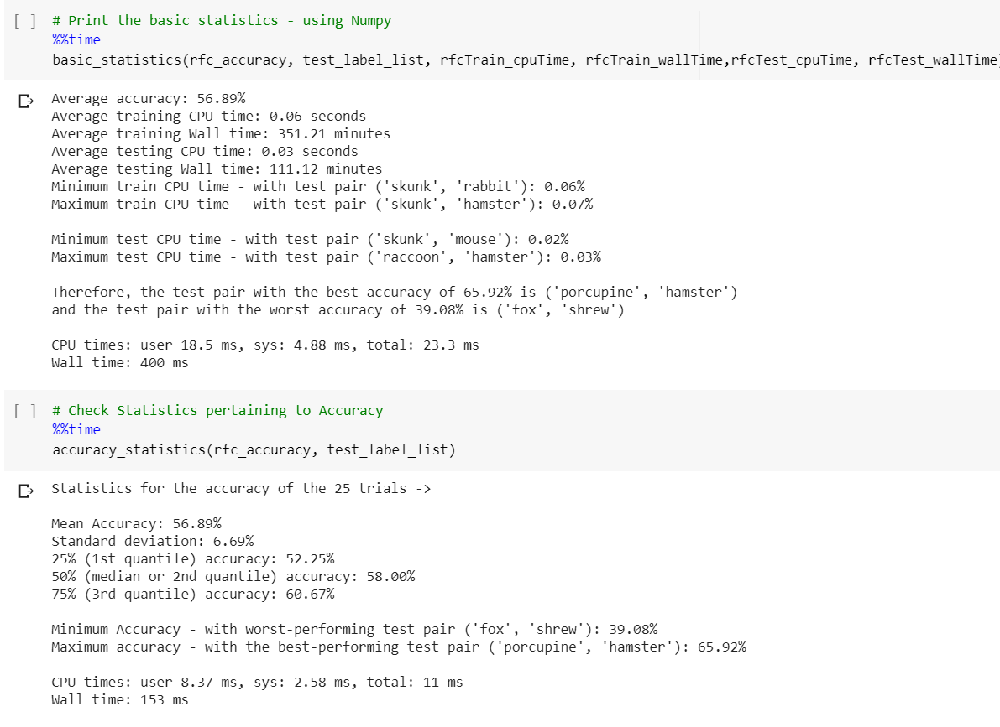 [ ] # Print the basic statistics - using Numpy
%%time
basic_statistics(rfc_accuracy, test_label_list, rfcTrain_cpuTime, rfcTrain_wallTime,rfcTest_cpuTime, rfcTest_wallTime)
Average accuracy: 56.89%
Average training CPU time: 0.06 seconds
Average training Wall time: 351.21 minutes
Average testing CPU time: 0.03 seconds
Average testing Wall time: 111.12 minutes
Minimum train CPU time - with test pair ('skunk', 'rabbit'): 0.06%
Maximum train CPU time - with test pair ('skunk', 'hamster'): 0.07%
Minimum test CPU time - with test pair ('skunk', 'mouse'): 0.02%
Maximum test CPU time - with test pair ('raccoon', 'hamster'): 0.03%
Therefore, the test pair with the best accuracy of 65.92% is ('porcupine', 'hamster')
and the test pair with the worst accuracy of 39.08% is ('fox', 'shrew')
CPU times: user 18.5 ms, sys: 4.88 ms, total: 23.3 ms
Wall time: 400 ms
[ ] # Check Statistics pertaining to Accuracy
%%time
accuracy_statistics(rfc_accuracy, test_label_list)
Statistics for the accuracy of the 25 trials ->
Mean Accuracy: 56.89%
Standard deviation: 6.69%
25% (1st quantile) accuracy: 52.25%
50% (median or 2nd quantile) accuracy: 58.00%
75% (3rd quantile) accuracy: 60.67%
Minimum Accuracy - with worst-performing test pair ('fox', 'shrew'): 39.08%
Maximum accuracy - with the best-performing test pair ('porcupine', 'hamster'): 65.92%
CPU times: user 8.37 ms, sys: 2.58 ms, total: 11 ms
Wall time: 153 ms